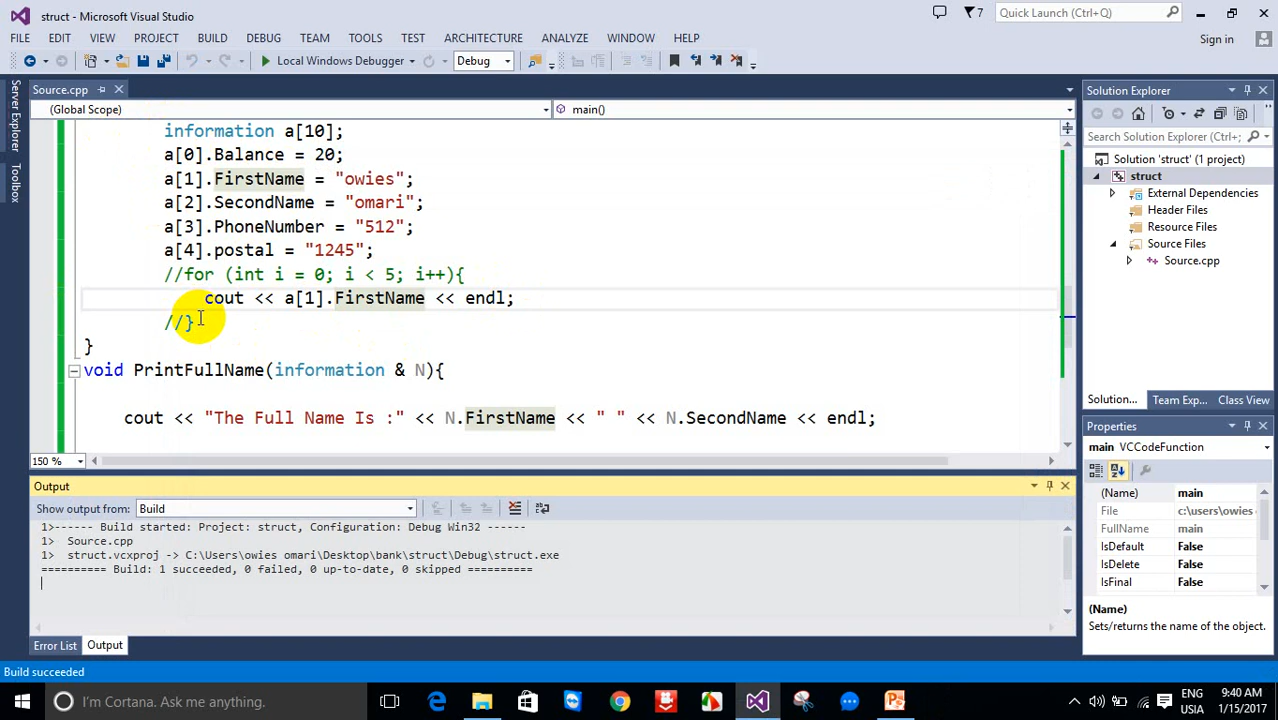 struct - Microsoft Visual Studio
7
Quick Launch (Ctrl+Q)
FILE EDIT VIEW PROJECT BUILD DEBUG TEAM TOOLS TEST ARCHITECTURE ANALYZE WINDOW HELP
Sign in
Local Windows Debugger
Debug
Server Explorer
Toolbox
Source.cpp
(Global Scope)
main()
information a[10];
a[0].Balance = 20;
a[1].FirstName = "owies";
a[2].SecondName = "omari";
a[3].PhoneNumber = "512";
a[4].postal = "1245";
//for (int i = 0; i < 5; i++){
cout << a[1].FirstName << endl;
//}
}
void PrintFullName(information & N){
cout << "The Full Name Is :" << N.FirstName << " " << N.SecondName << endl;
150 %
Output
Show output from: Build
1>------ Build started: Project: struct, Configuration: Debug Win32 ------
1>  Source.cpp
1>  struct.vcxproj -> C:\Users\owies omari\Desktop\bank\struct\Debug\struct.exe
========== Build: 1 succeeded, 0 failed, 0 up-to-date, 0 skipped ==========
Error List Output
Solution Explorer
Search Solution Explorer (Ctrl+;
Solution 'struct' (1 project)
struct
External Dependencies
Header Files
Resource Files
Source Files
Source.cpp
Solution... Team Exp... Class View
Properties
main VCCodeFunction
(Name) main
File c:\users\owies
FullName main
IsDefault False
IsDelete False
IsFinal False
(Name)
Sets/returns the name of the object.
Build succeeded
I'm Cortana. Ask me anything.
ENG
USIA
9:40 AM
1/15/2017